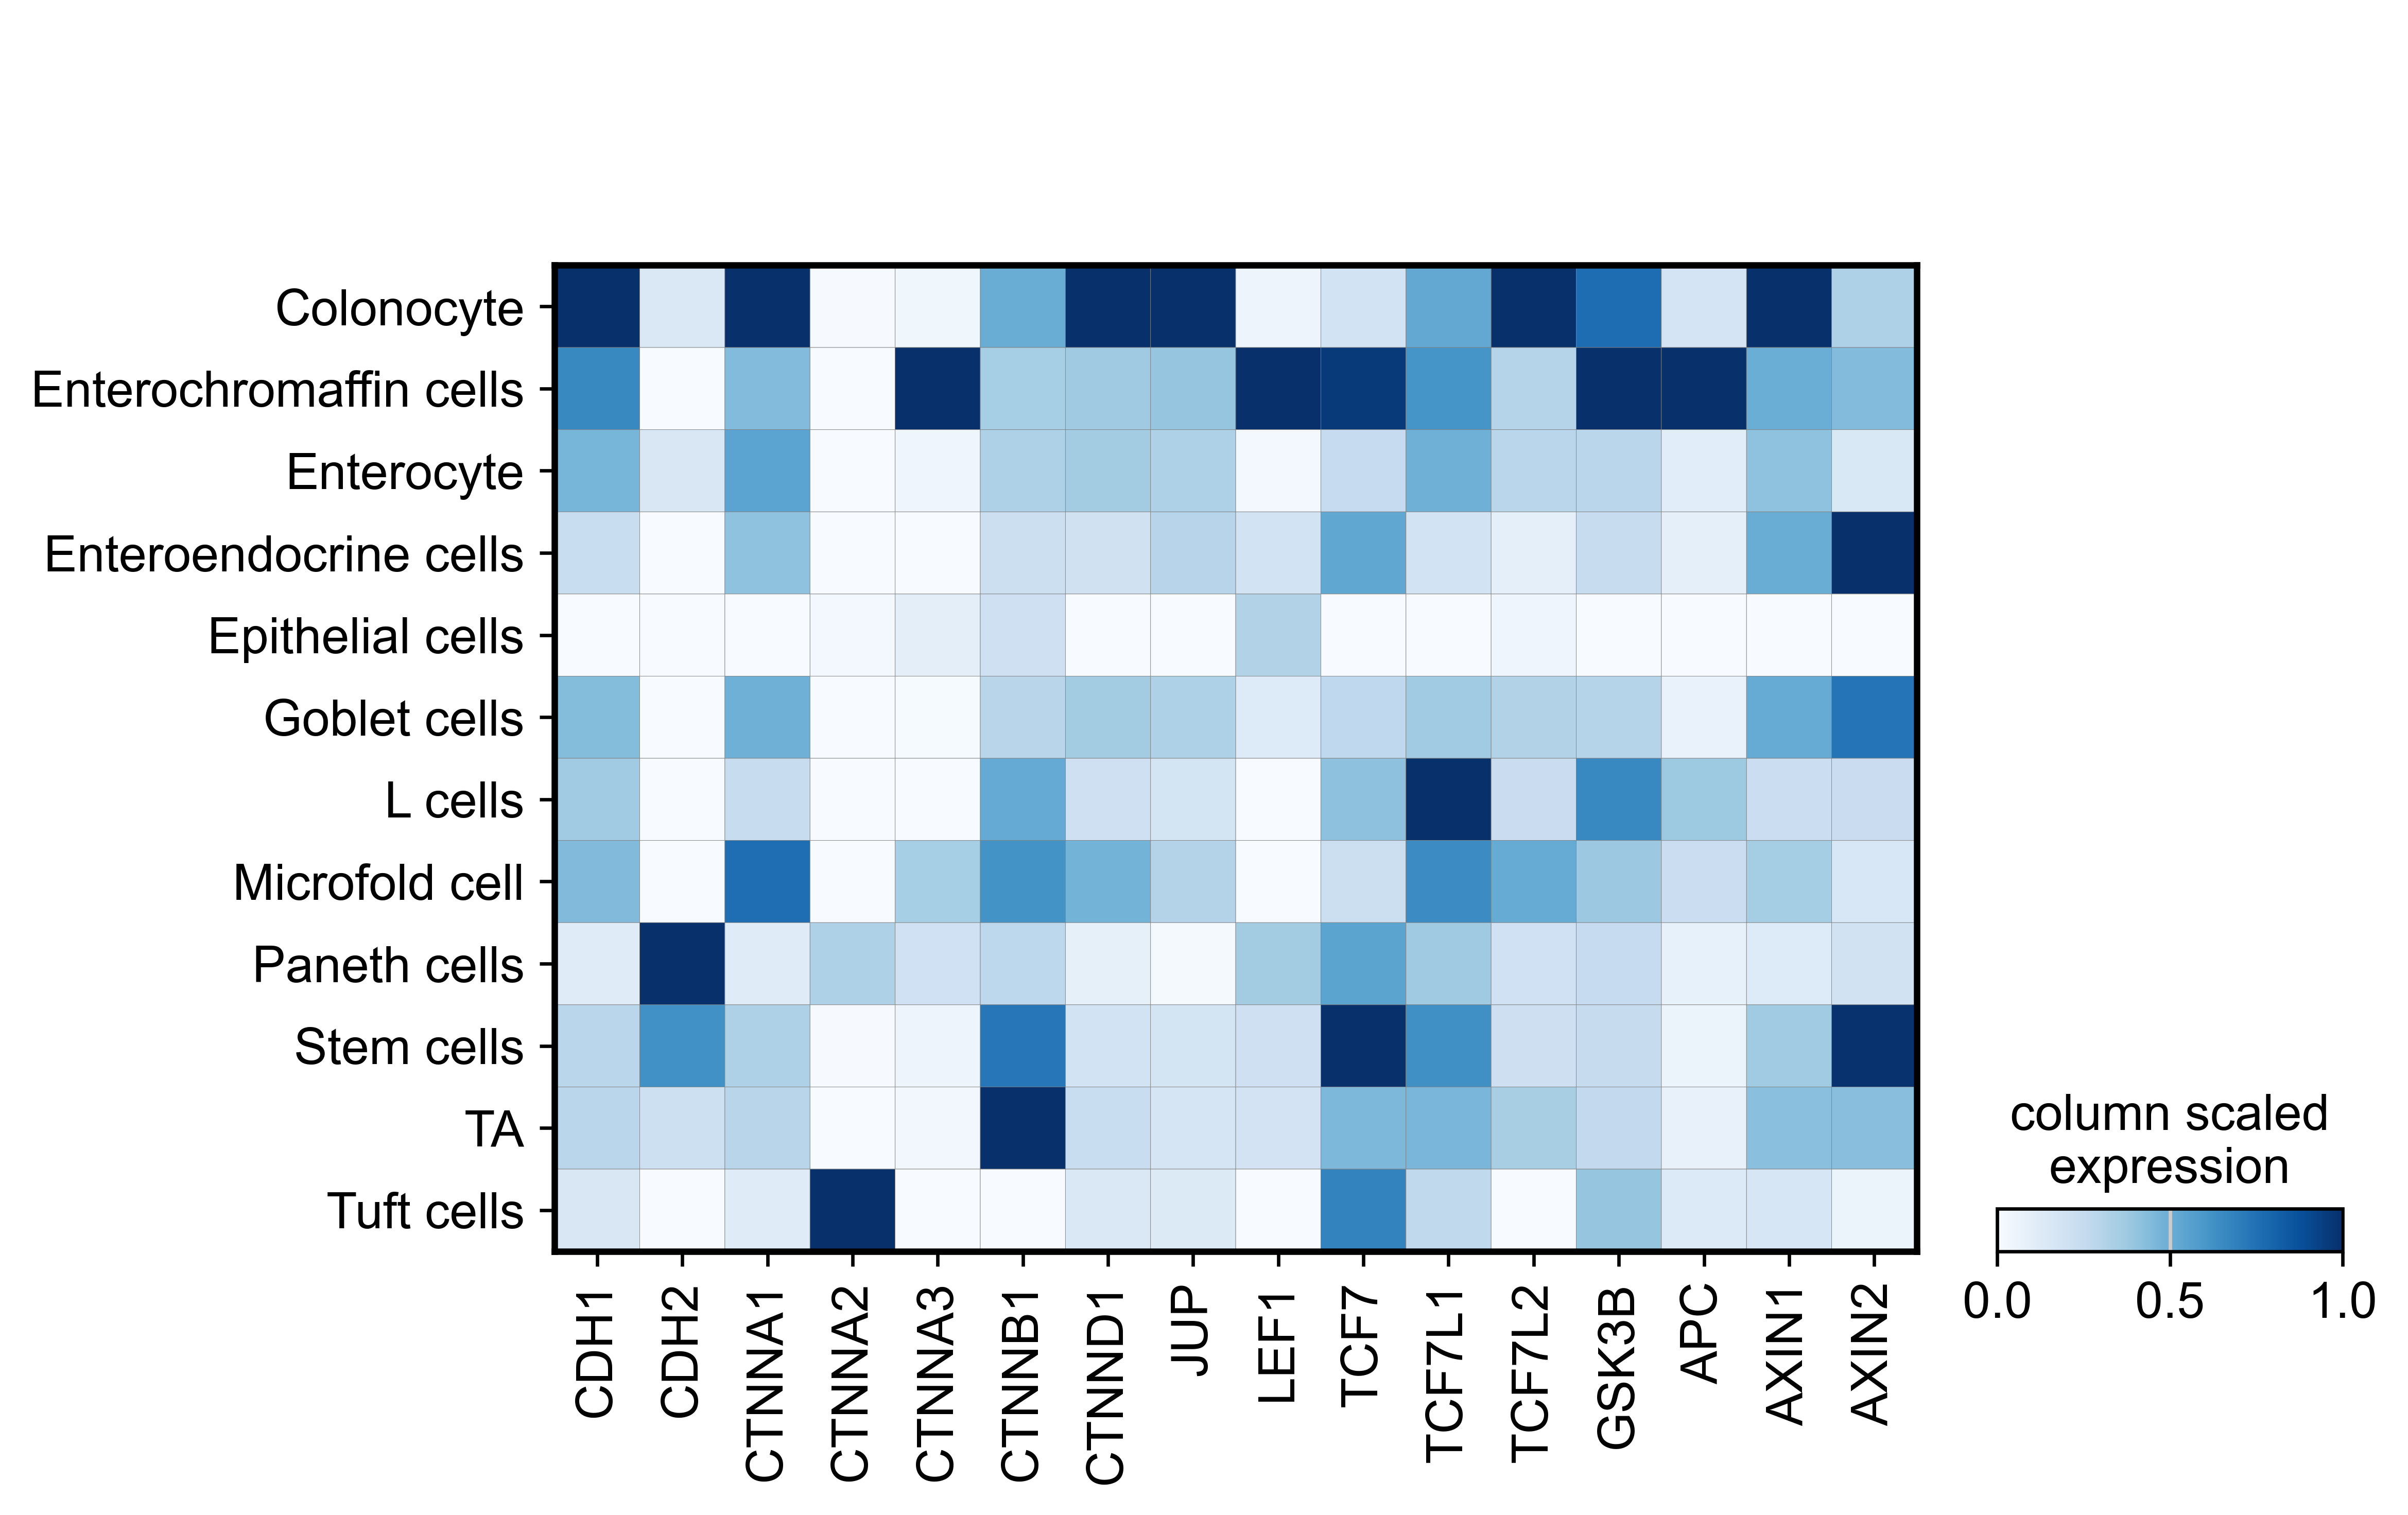 Colonocyte
Enterochromaffin cells
Enterocyte
Enteroendocrine cells
Epithelial cells
Goblet cells
L cells
Microfold cell
Paneth cells
Stem cells
TA
Tuft cells
CDH1
CDH2
CTNNA1
CTNNA2
CTNNA3
CTNNB1
CTNND1
JUP
LEF1
TCF7
TCF7L1
TCF7L2
GSK3B
APC
AXIN1
AXIN2
column scaled
expression
0.0 0.5 1.0